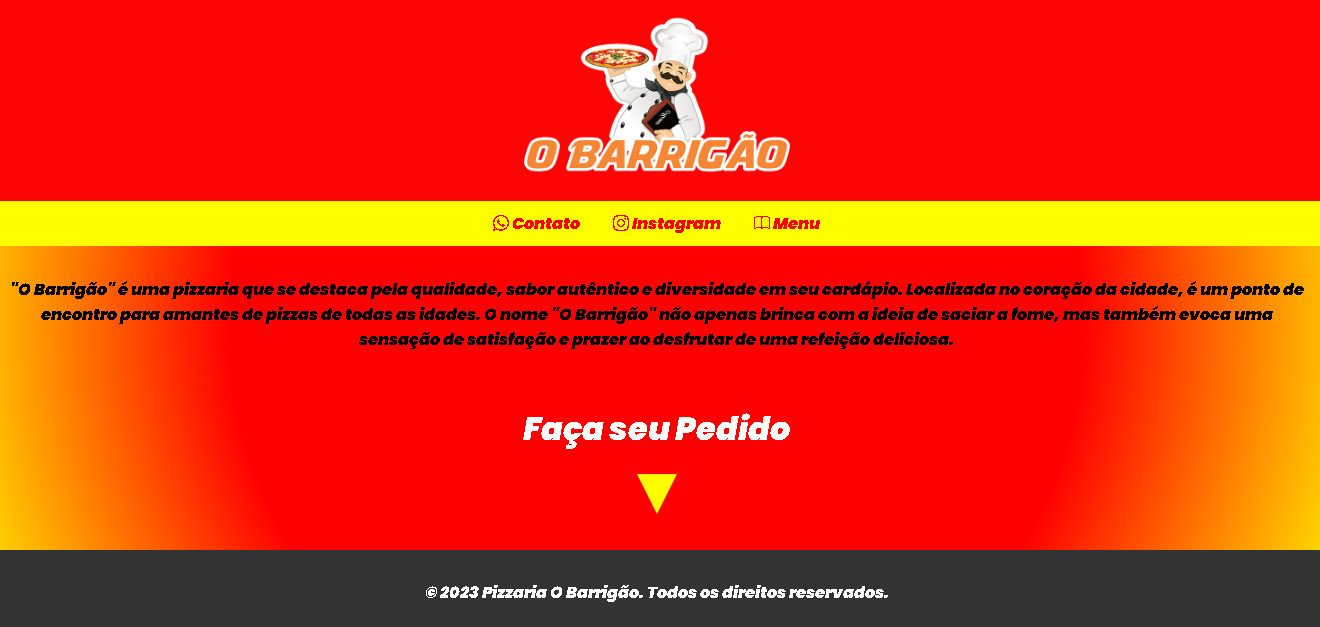 O BARRIGÃO
Contato Instagram Menu
"O Barrigão" é uma pizzaria que se destaca pela qualidade, sabor autêntico e diversidade em seu cardápio. Localizada no coração da cidade, é um ponto de
encontro para amantes de pizzas de todas as idades. O nome "O Barrigão" não apenas brinca com a ideia de saciar a fome, mas também evoca uma
sensação de satisfação e prazer ao desfrutar de uma refeição deliciosa.
Faça seu Pedido
© 2023 Pizzaria O Barrigão. Todos os direitos reservados.